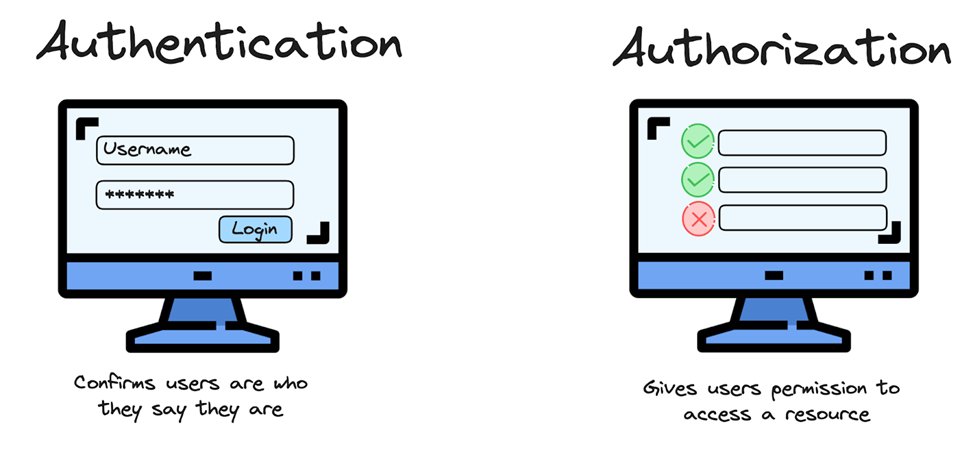 Authentication
Username
*******
Login
Confirms users are who
they say they are
Authorization
Gives users permission to
access a resource